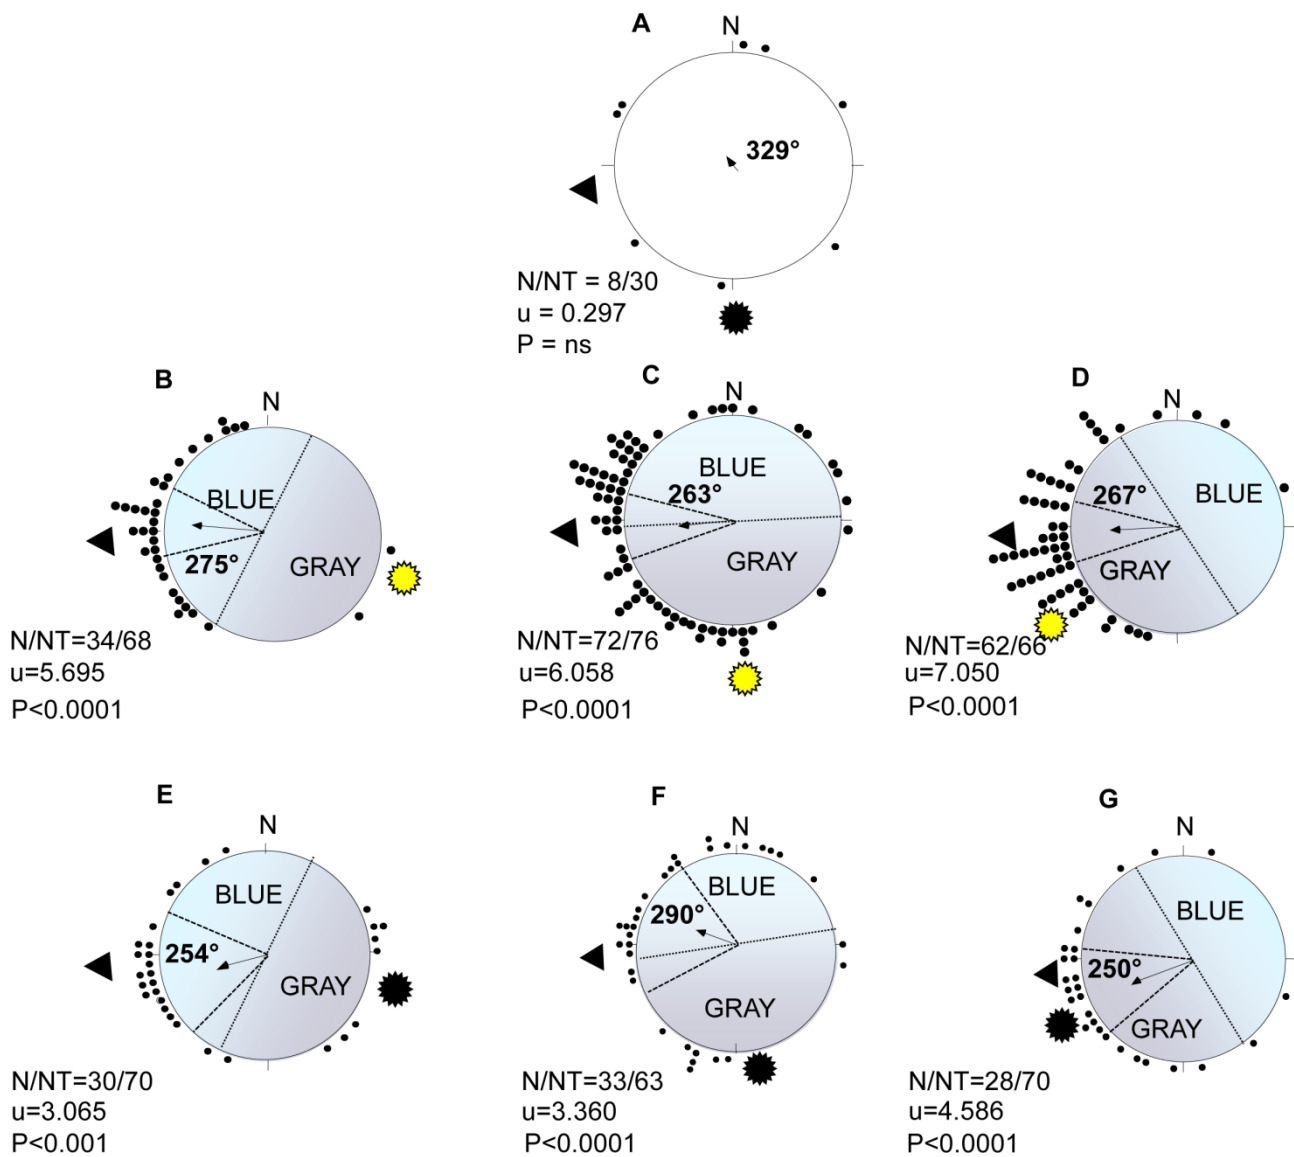 A
N
329°
N/NT = 8/30
u = 0.297
P = ns
B
N
BLUE
275°
GRAY
N/NT=34/68
u=5.695
P<0.0001
C
N
BLUE
263°
GRAY
N/NT=72/76
u=6.058
P<0.0001
D
N
267°
BLUE
GRAY
N/NT=62/66
u=7.050
P<0.0001
E
N
BLUE
254°
GRAY
N/NT=30/70
u=3.065
P<0.001
F
N
BLUE
290°
GRAY
N/NT=33/63
u=3.360
P<0.0001
G
N
BLUE
250°
GRAY
N/NT=28/70
u=4.586
P<0.0001